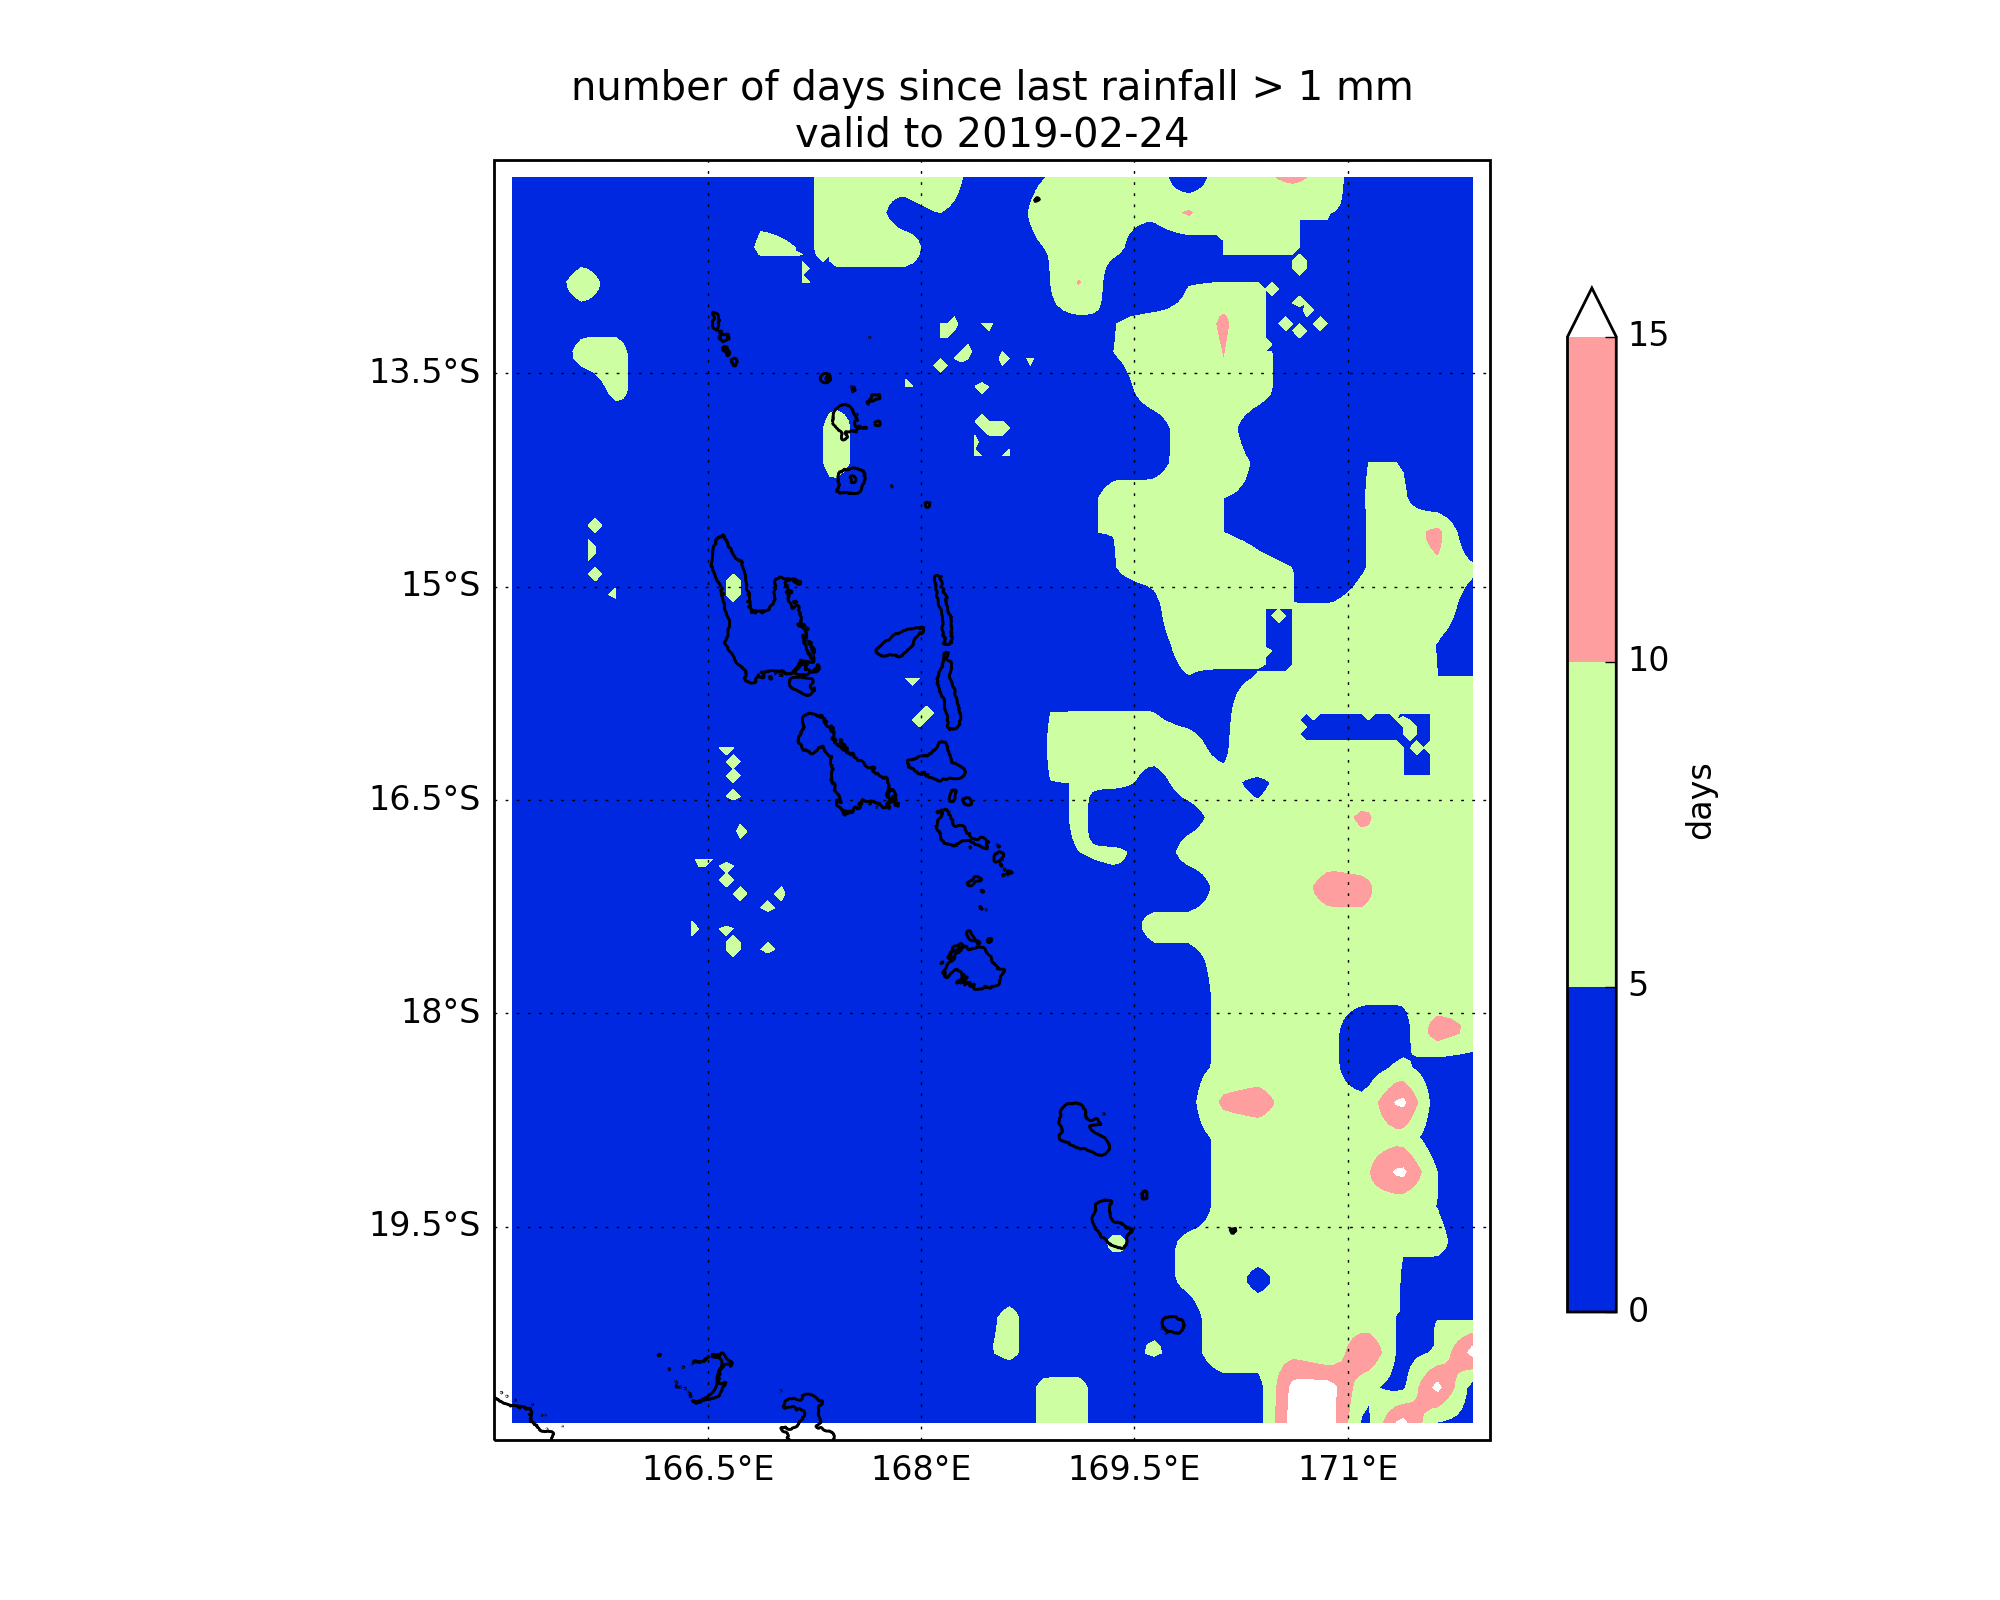 number of days since last rainfall > 1 mm
valid to 2019-02-24
13.5°S
15°S
16.5°S
18°S
19.5°S
166.5°E
168°E
169.5°E
171°E
15
10
5
0
days